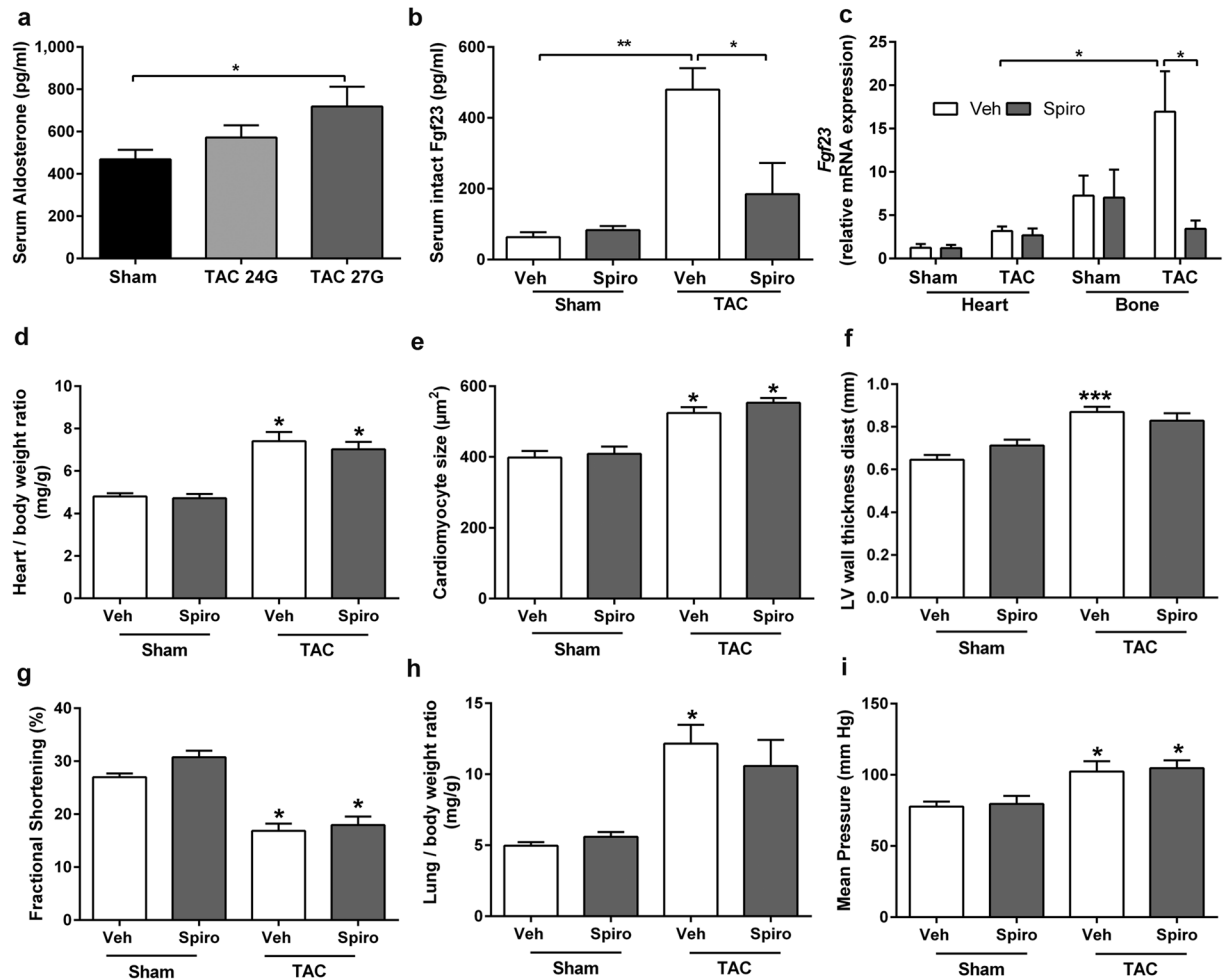 a
Serum Aldosterone (pg/ml)
1,000
800
600
400
200
0
*
Sham
TAC 24G
TAC 27G
b
Serum intact Fgf23 (pg/ml)
600
400
200
0
**
*
Veh
Spiro
Veh
Spiro
Sham
TAC
c
Fgf23
(relative mRNA expression)
25
20
15
10
5
0
*
*
Veh
Spiro
Sham
TAC
Sham
TAC
Heart
Bone
d
Heart / body weight ratio
(mg/g)
10
8
6
4
2
0
*
*
Veh
Spiro
Veh
Spiro
Sham
TAC
e
Cardiomyocyte size (µm²)
600
400
200
0
*
*
Veh
Spiro
Veh
Spiro
Sham
TAC
f
LV wall thickness diast (mm)
1.0
0.8
0.6
0.4
0.2
0.0
***
Veh
Spiro
Veh
Spiro
Sham
TAC
g
Fractional Shortening (%)
40
30
20
10
0
*
*
Veh
Spiro
Veh
Spiro
Sham
TAC
h
Lung / body weight ratio
(mg/g)
15
10
5
0
*
Veh
Spiro
Veh
Spiro
Sham
TAC
i
Mean Pressure (mm Hg)
150
100
50
0
*
*
Veh
Spiro
Veh
Spiro
Sham
TAC